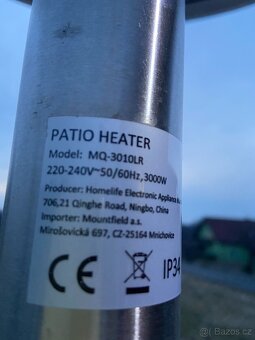 PATIO HEATER
Model: MQ-3010LR
220-240V~50/60Hz,3000W
Producer: Homelife Electronic Appliance
706,21 Qinghe Road, Ningbo, China
Importer: Mountfield a.s.
Mirošovická 697, CZ-25164 Mnichovice
CE
IP34
Bazoš.cz